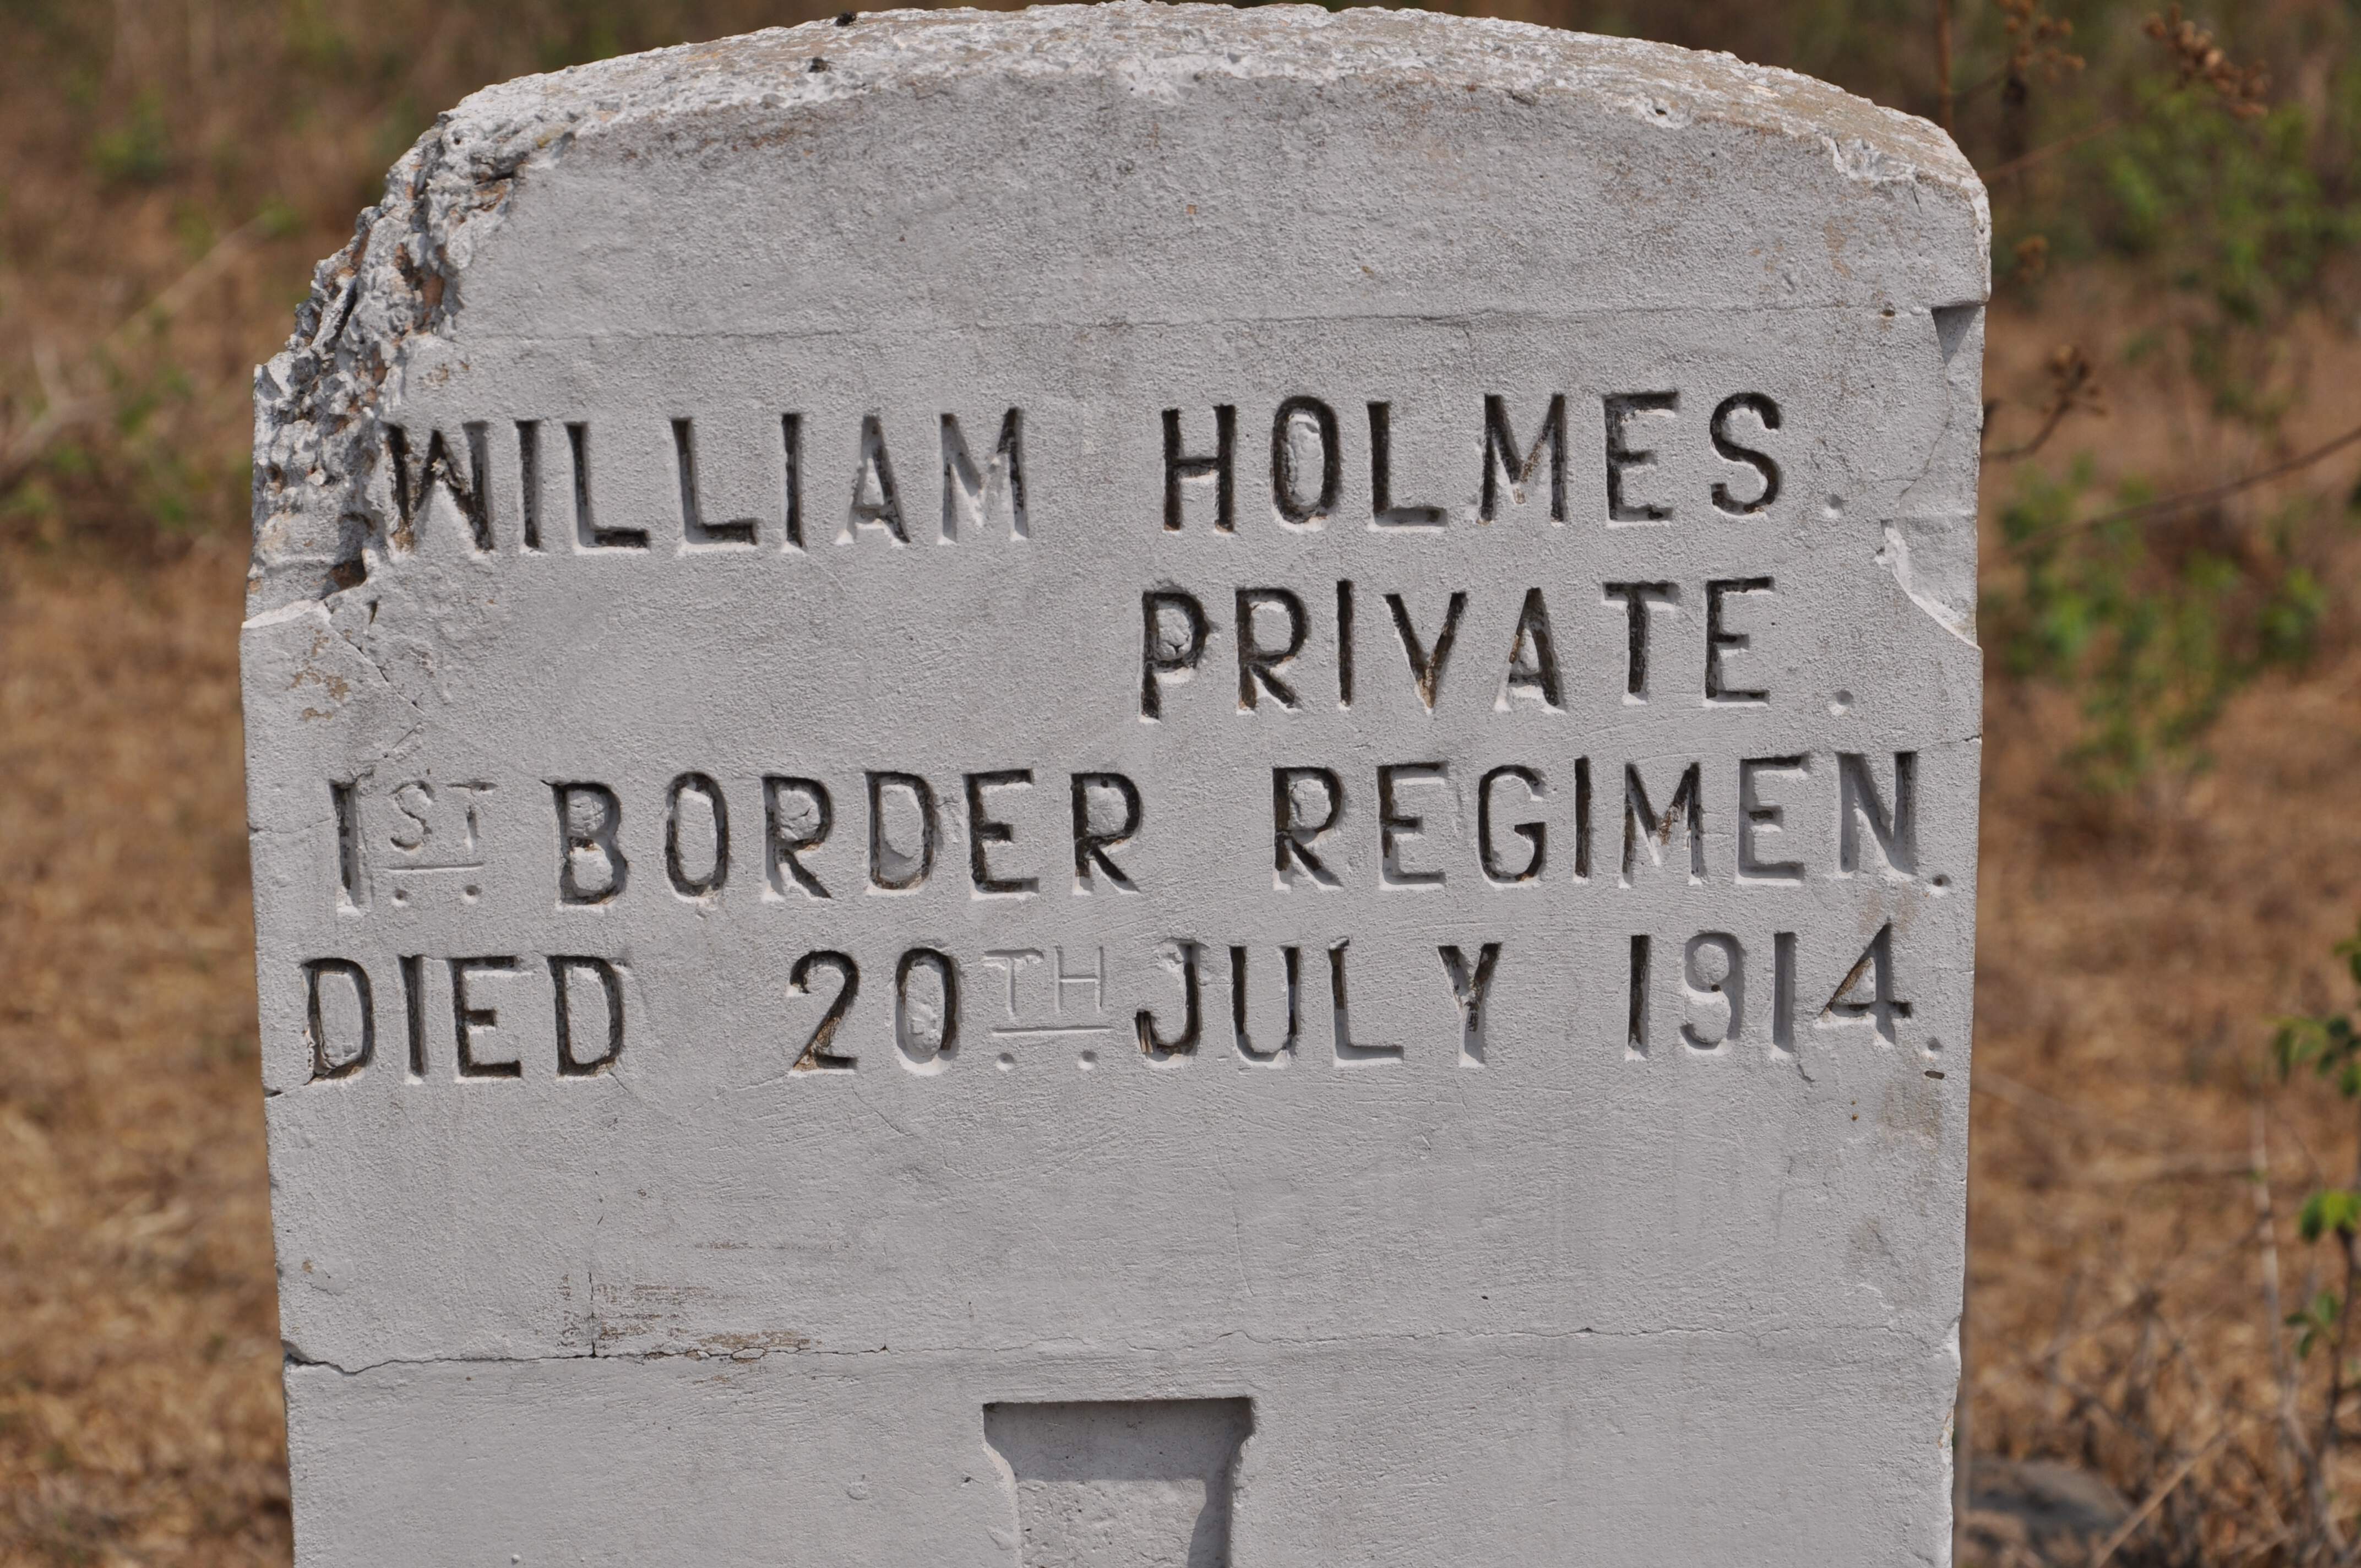 WILLIAM HOLMES.
PRIVATE.
1ST BORDER REGIMEN.
DIED 20TH JULY 1914.